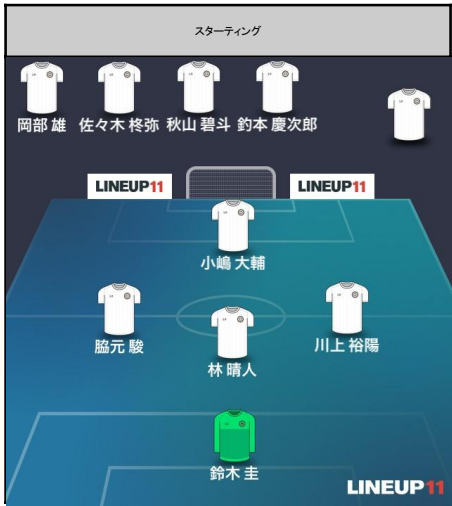 スターティング
岡部 雄
佐々木 柊弥
秋山 碧斗
釣本 慶次郎
LINEUP11
LINEUP11
小嶋 大輔
脇元 駿
川上 裕陽
林 晴人
鈴木 圭
LINEUP11